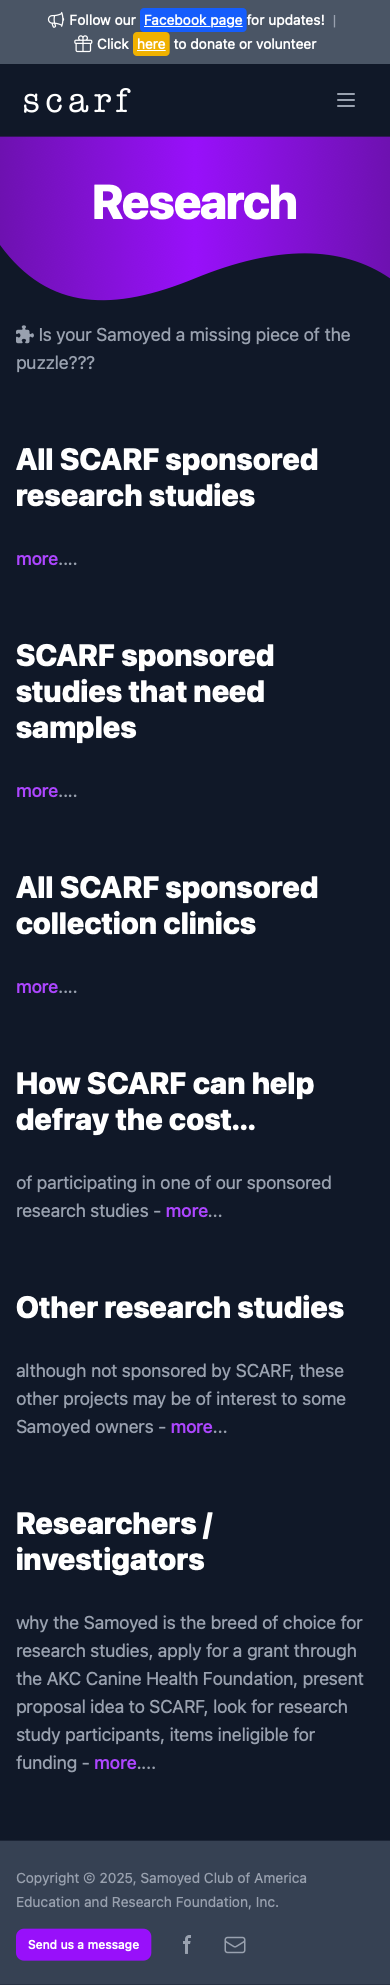 Follow our Facebook page for updates! |
Click here to donate or volunteer
scarf
Research
Is your Samoyed a missing piece of the
puzzle???
All SCARF sponsored
research studies
more....
SCARF sponsored
studies that need
samples
more....
All SCARF sponsored
collection clinics
more....
How SCARF can help
defray the cost...
of participating in one of our sponsored
research studies - more...
Other research studies
although not sponsored by SCARF, these
other projects may be of interest to some
Samoyed owners - more...
Researchers /
investigators
why the Samoyed is the breed of choice for
research studies, apply for a grant through
the AKC Canine Health Foundation, present
proposal idea to SCARF, look for research
study participants, items ineligible for
funding - more....
Copyright © 2025, Samoyed Club of America
Education and Research Foundation, Inc.
Send us a message